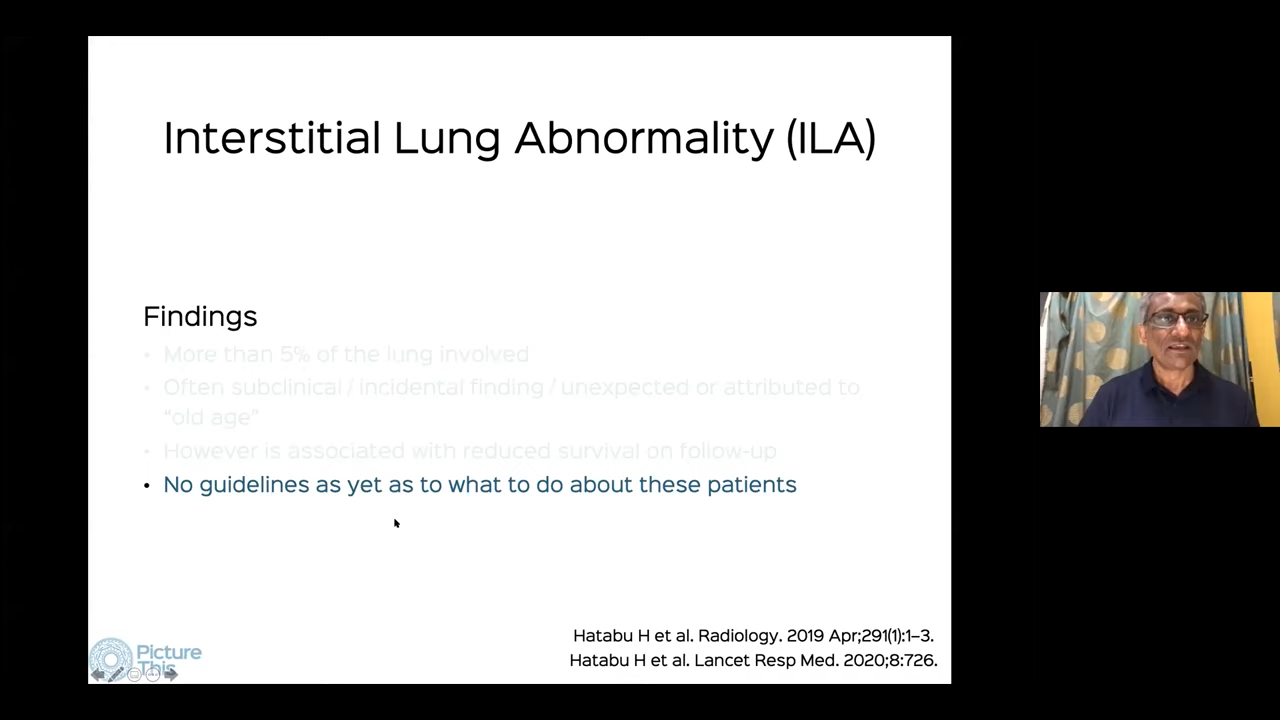 Interstitial Lung Abnormality (ILA)
Findings
• More than 5% of the lung involved
• Often subclinical / incidental finding / unexpected or attributed to
“old age”
• However is associated with reduced survival on follow-up
• No guidelines as yet as to what to do about these patients
Hatabu H et al. Radiology. 2019 Apr;291(1):1–3.
Hatabu H et al. Lancet Resp Med. 2020;8:726.
Picture
This